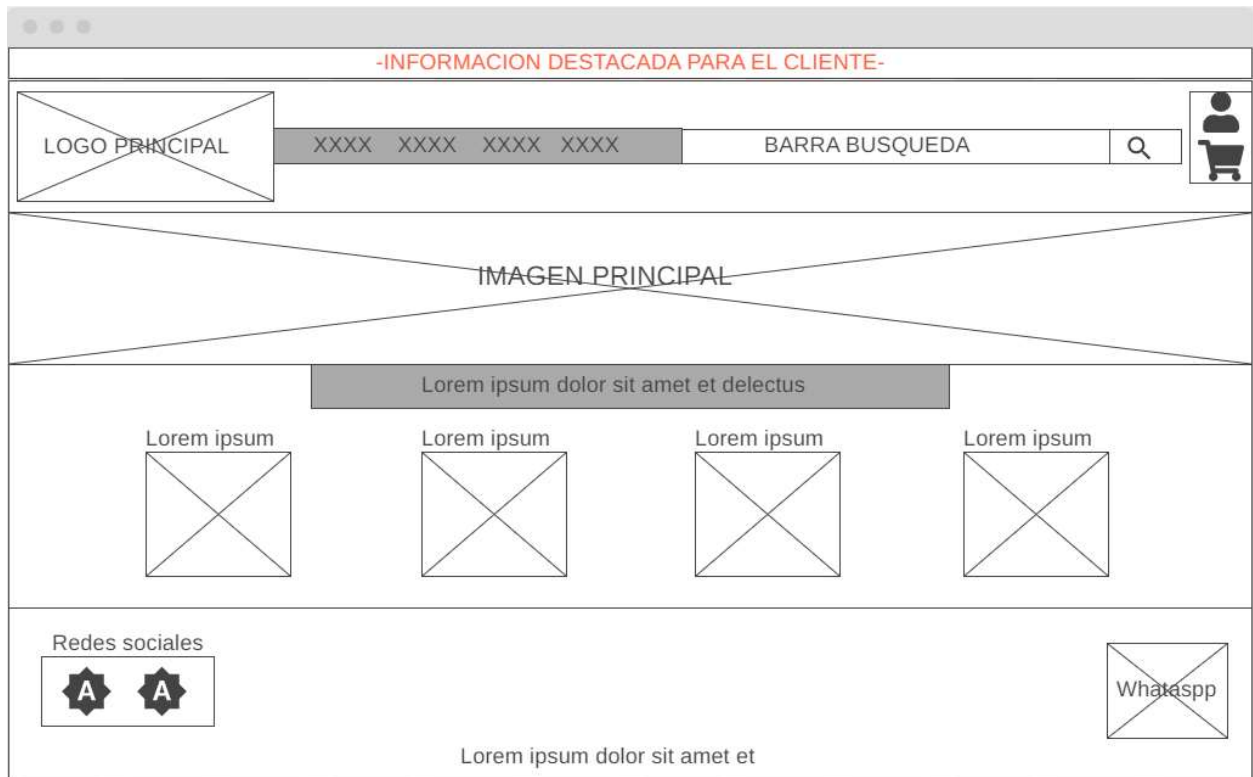 -INFORMACION DESTACADA PARA EL CLIENTE-
LOGO PRINCIPAL
XXXX XXXX XXXX XXXX
BARRA BUSQUEDA
IMAGEN PRINCIPAL
Lorem ipsum dolor sit amet et delectus
Lorem ipsum
Lorem ipsum
Lorem ipsum
Lorem ipsum
Redes sociales
A A
Whataspp
Lorem ipsum dolor sit amet et